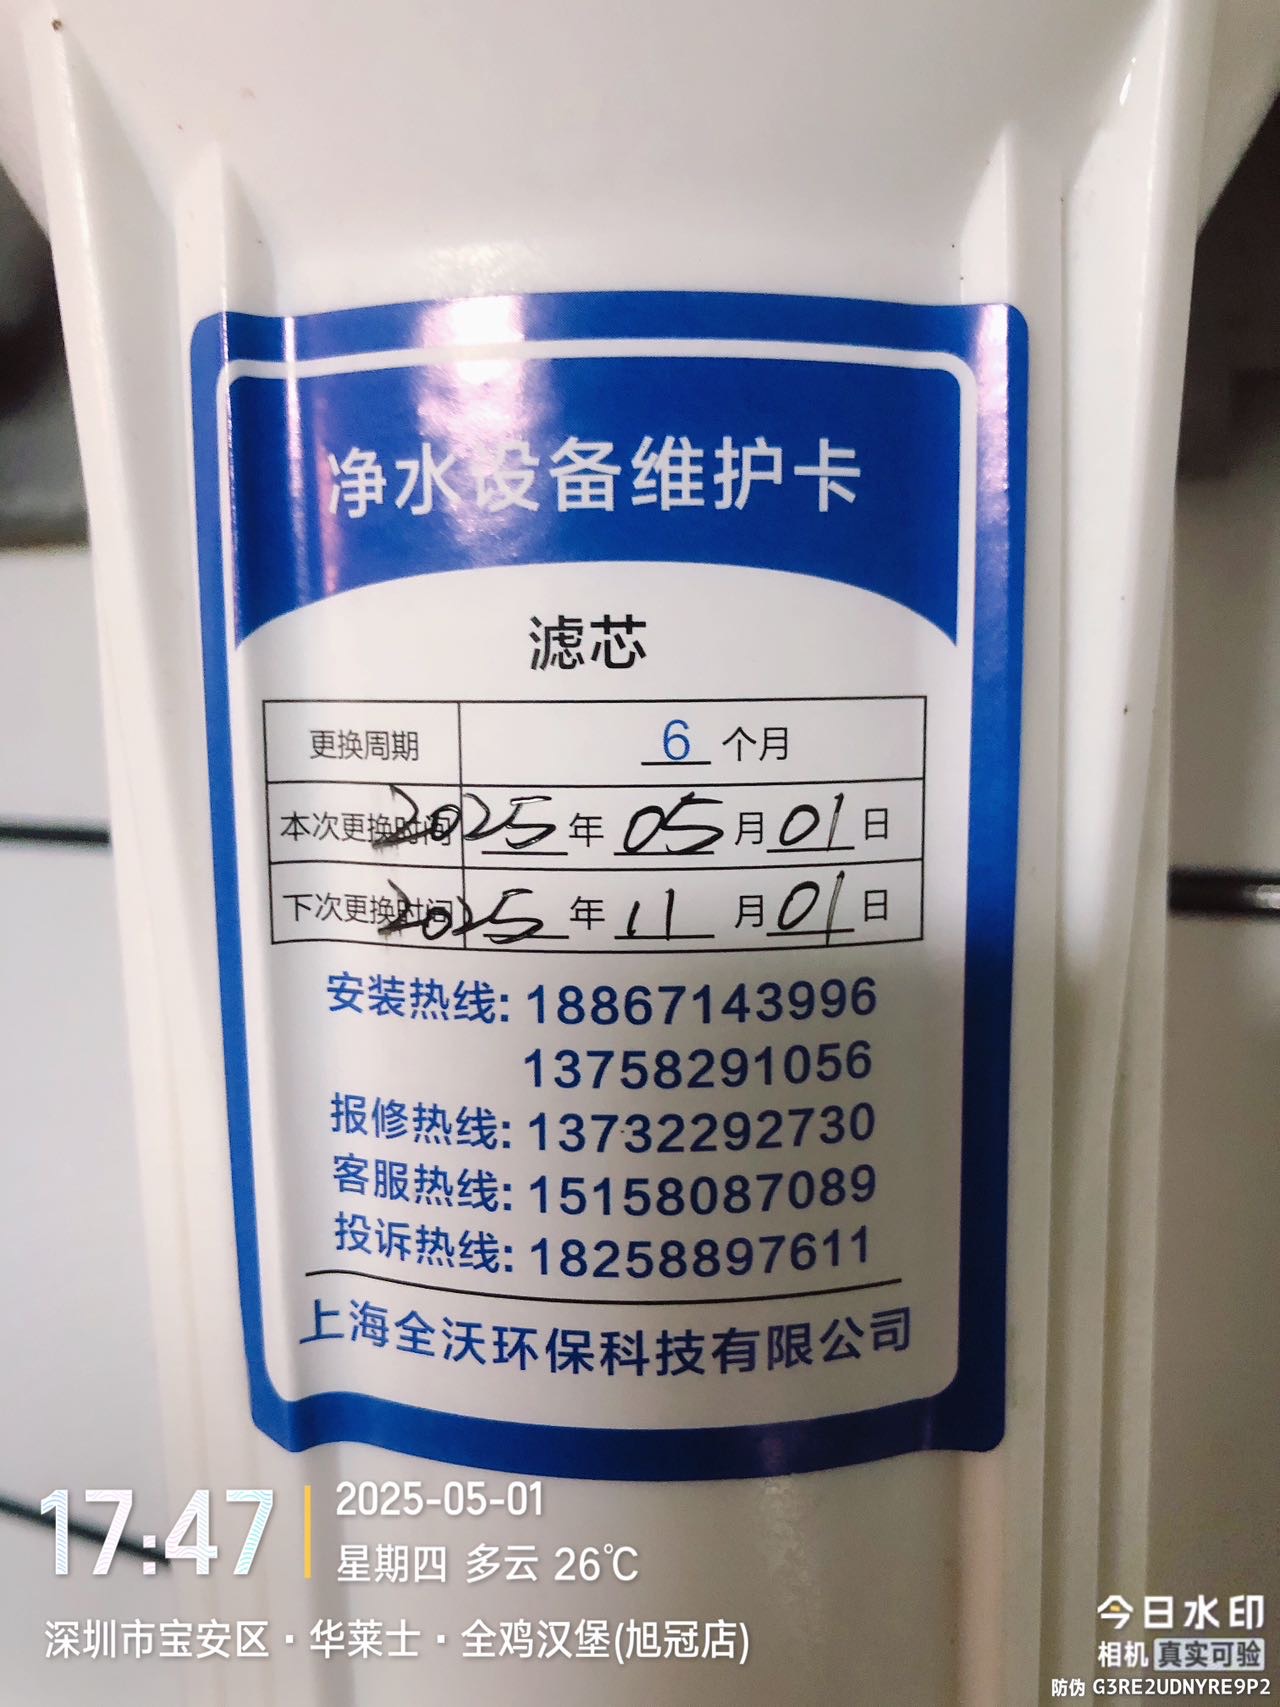 净水设备维护卡
滤芯
更换周期 6 个月
本次更换时间 2025 年 05 月 01 日
下次更换时间 2025 年 11 月 01 日
安装热线: 18867143996
13758291056
报修热线: 13732292730
客服热线: 15158087089
投诉热线: 18258897611
上海全沃环保科技有限公司
17:47
2025-05-01
星期四 多云 26℃
深圳市宝安区·华莱士·全鸡汉堡(旭冠店)
今日水印
相机 真实可验
防伪 G3RE2UDNYRE9P2